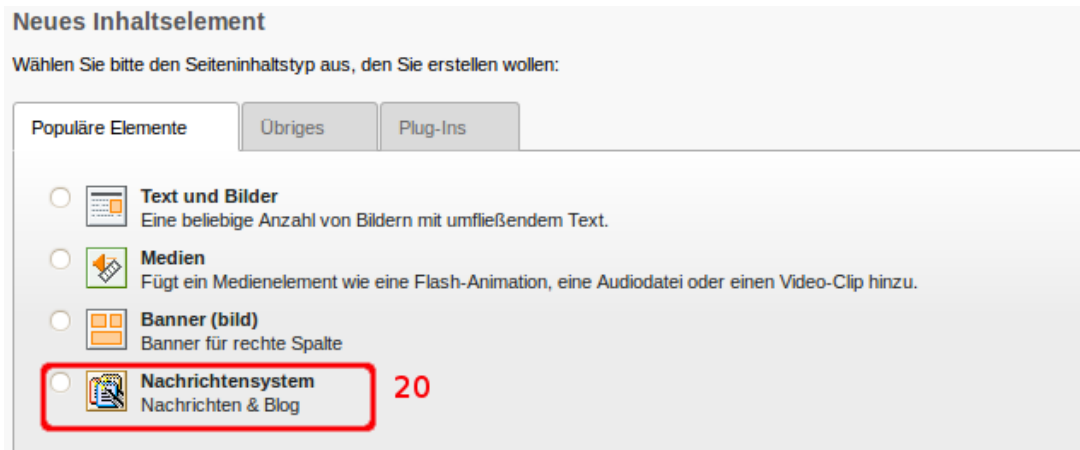 Neues Inhaltselement
Wählen Sie bitte den Seiteninhaltstyp aus, den Sie erstellen wollen:
Populäre Elemente Übriges Plug-Ins
Text und Bilder
Eine beliebige Anzahl von Bildern mit umfließendem Text.
Medien
Fügt ein Medienelement wie eine Flash-Animation, eine Audiodatei oder einen Video-Clip hinzu.
Banner (bild)
Banner für rechte Spalte
Nachrichtensystem 20
Nachrichten & Blog